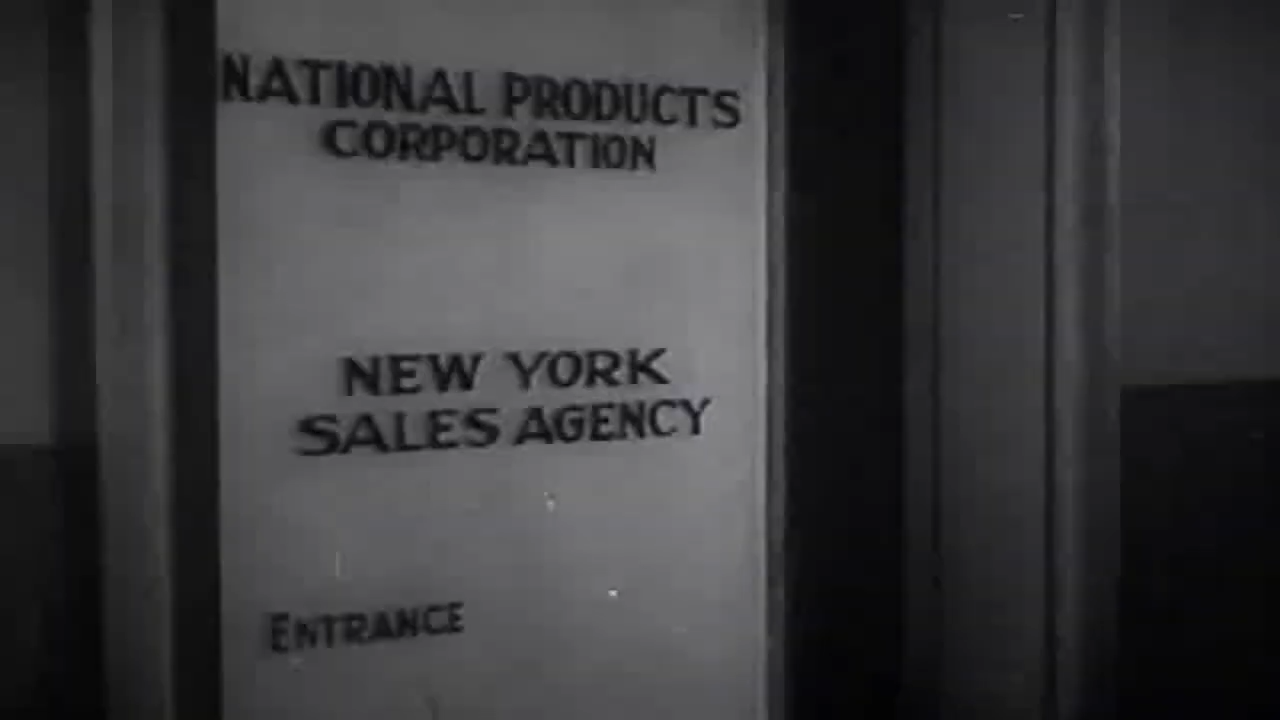 NATIONAL PRODUCTS
CORPORATION
NEW YORK
SALES AGENCY
ENTRANCE